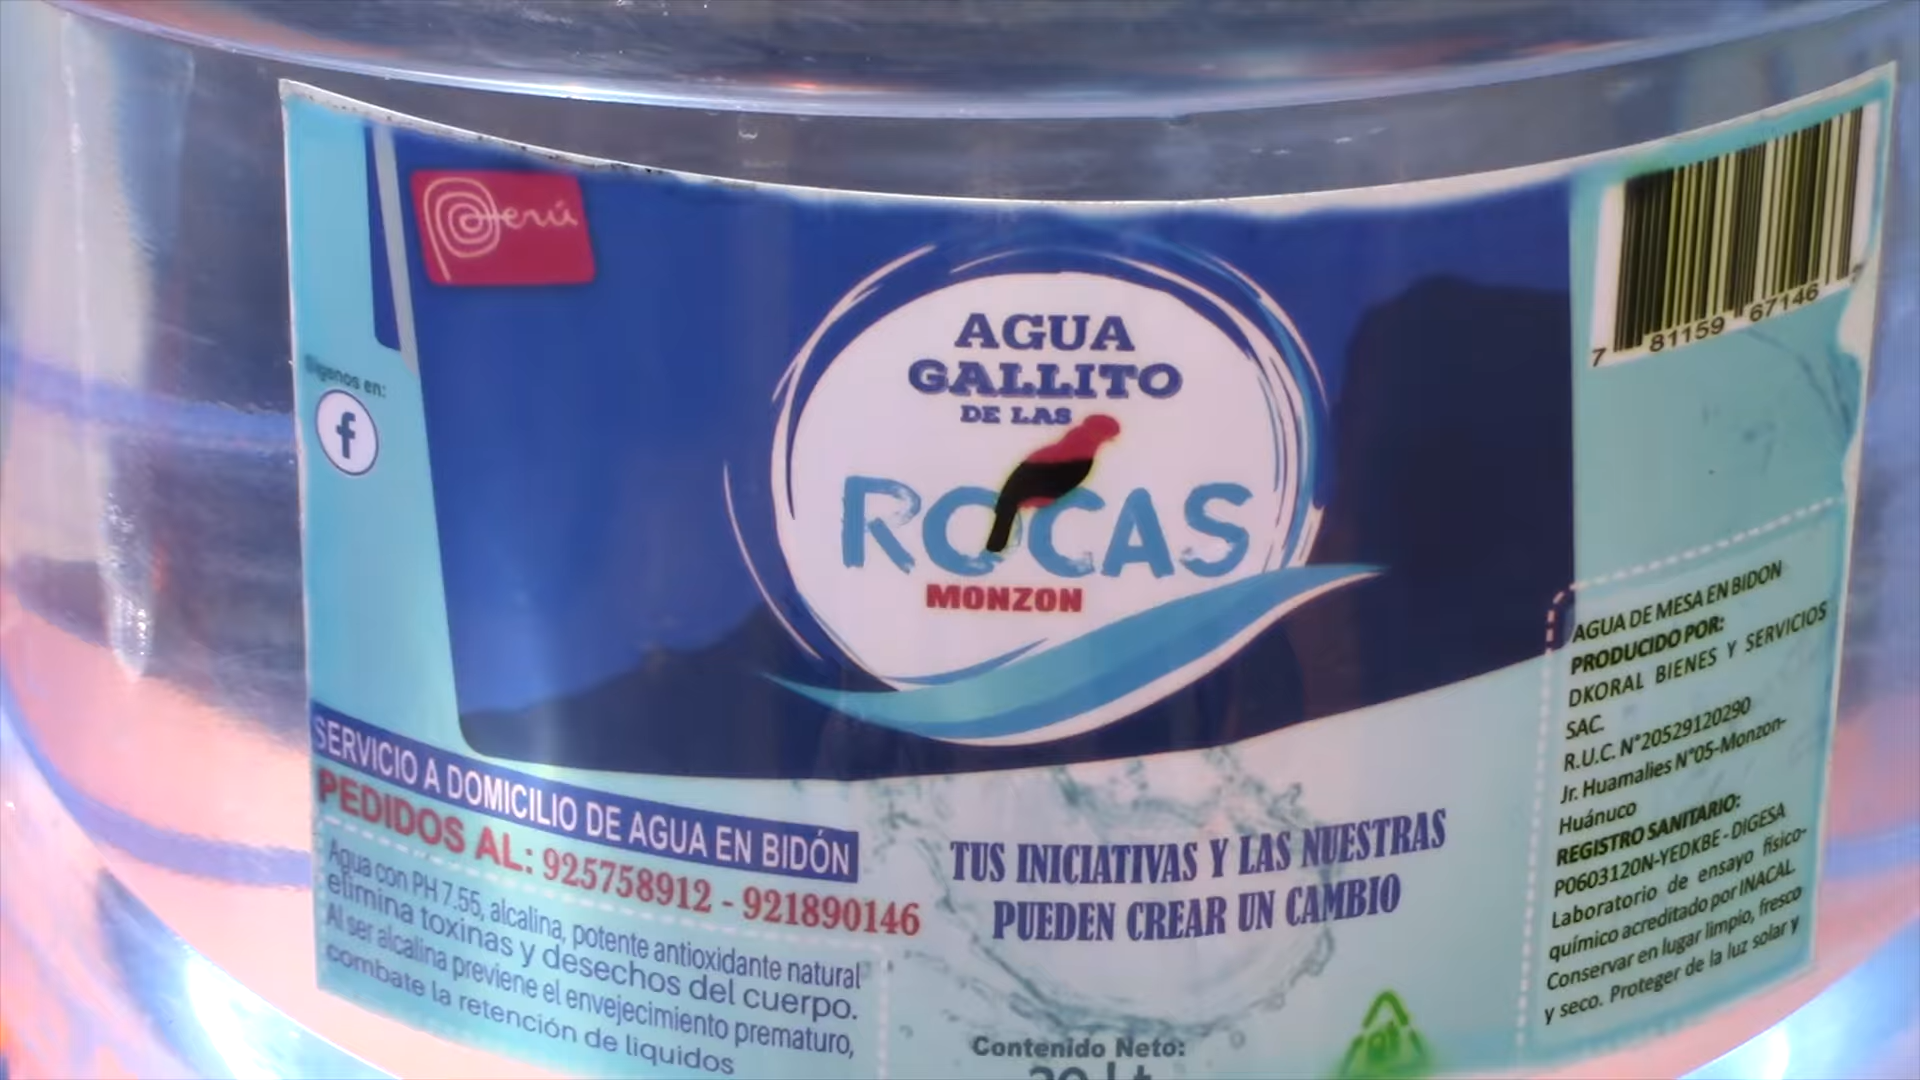 Perú
Sígenos en:
f
AGUA
GALLITO
DE LAS
ROCAS
MONZON
SERVICIO A DOMICILIO DE AGUA EN BIDÓN
PEDIDOS AL: 925758912 - 921890146
Agua con PH 7.55, alcalina, potente antioxidante natural
elimina toxinas y desechos del cuerpo.
Al ser alcalina previene el envejecimiento prematuro,
combate la retención de liquidos
TUS INICIATIVAS Y LAS NUESTRAS
PUEDEN CREAR UN CAMBIO
Contenido Neto:
20 Lt
7 81159 67146
AGUA DE MESA EN BIDON
PRODUCIDO POR:
DKORAL BIENES Y SERVICIOS
SAC.
R.U.C. N°20529120290
Jr. Huamalies N°05-Monzon-
Huánuco
REGISTRO SANITARIO:
P0603120N-YEDKBE - DIGESA
Laboratorio de ensayo físico-
químico acreditado por INACAL
Conservar en lugar limpio, fresco
y seco. Proteger de la luz solar y